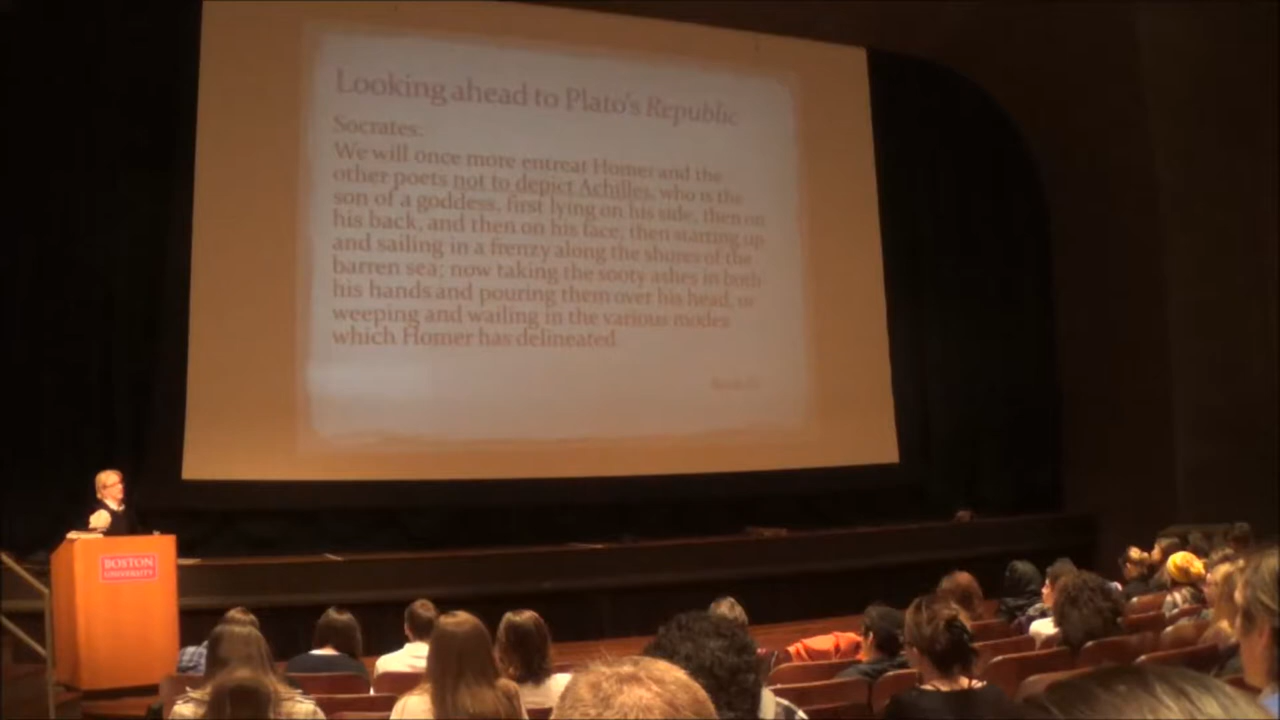 Looking ahead to Plato's Republic
Socrates:
We will once more entreat Homer and the
other poets not to depict Achilles, who is the
son of a goddess, first lying on his side, then on
his back, and then on his face; then starting up
and sailing in a frenzy along the shores of the
barren sea; now taking the sooty ashes in both
his hands and pouring them over his head, or
weeping and wailing in the various modes
which Homer has delineated.
BOSTON
UNIVERSITY